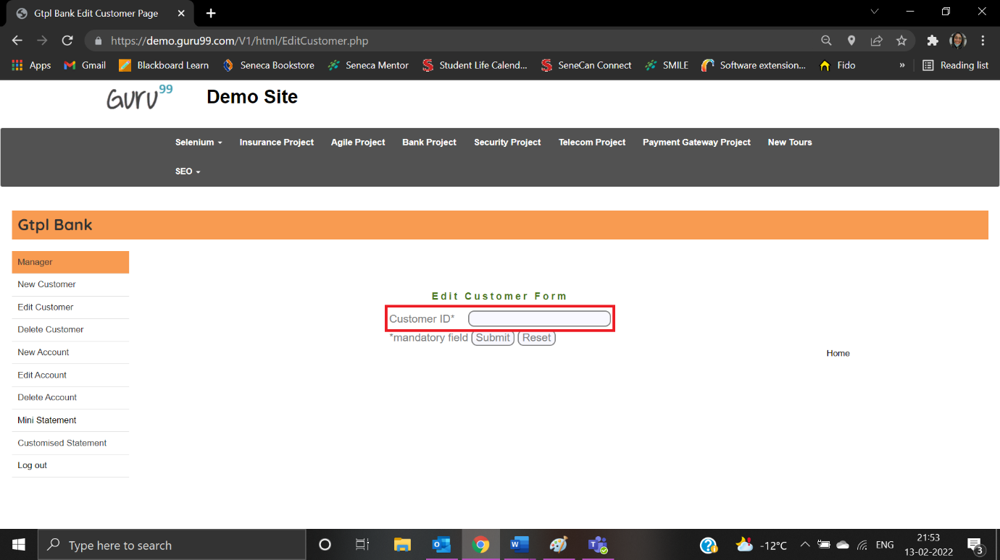 Gtpl Bank Edit Customer Page
https://demo.guru99.com/V1/html/EditCustomer.php
Apps Gmail Blackboard Learn Seneca Bookstore Seneca Mentor Student Life Calend... SeneCan Connect SMILE Software extension... Fido » Reading list
Guru99 Demo Site
Selenium Insurance Project Agile Project Bank Project Security Project Telecom Project Payment Gateway Project New Tours
SEO
Gtpl Bank
Manager
New Customer
Edit Customer
Delete Customer
New Account
Edit Account
Delete Account
Mini Statement
Customised Statement
Log out
Edit Customer Form
Customer ID*
*mandatory field Submit Reset
Home
Type here to search
-12°C
ENG
21:53
13-02-2022
3